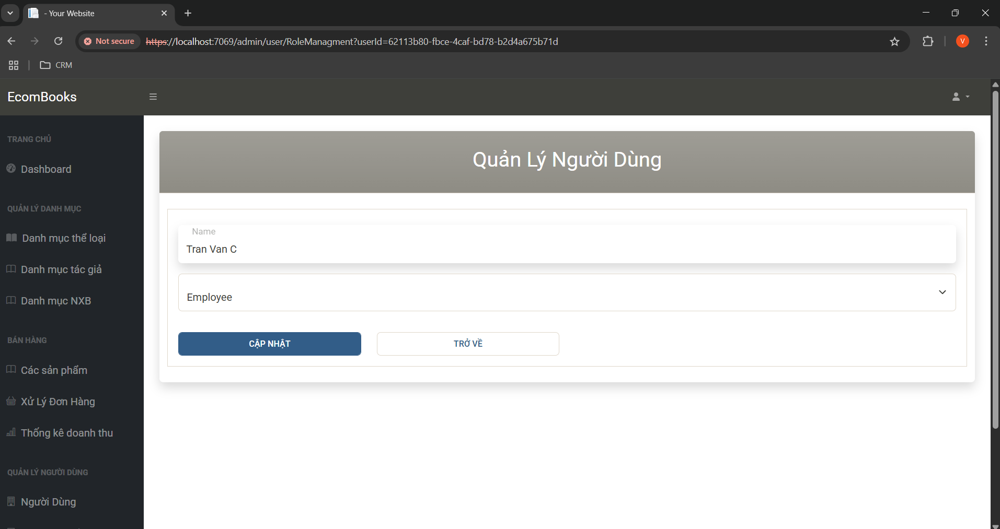 - Your Website
Not secure
https://localhost:7069/admin/user/RoleManagment?userId=62113b80-fbce-4caf-bd78-b2d4a675b71d
V
CRM
EcomBooks
TRANG CHỦ
Dashboard
QUẢN LÝ DANH MỤC
Danh mục thể loại
Danh mục tác giả
Danh mục NXB
BÁN HÀNG
Các sản phẩm
Xử Lý Đơn Hàng
Thống kê doanh thu
QUẢN LÝ NGƯỜI DÙNG
Người Dùng
Quản Lý Người Dùng
Name
Tran Van C
Employee
CẬP NHẬT
TRỞ VỀ